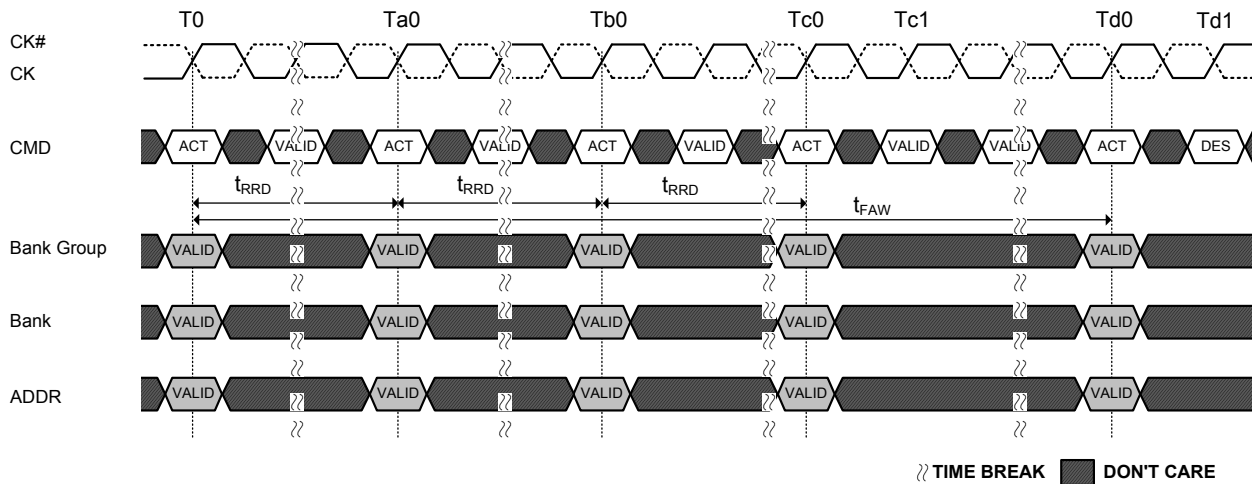 T0 Ta0 Tb0 Tc0 Tc1 Td0 Td1
CK#
CK
CMD ACT VALID ACT VALID ACT VALID ACT VALID VALID ACT DES
tRRD tRRD tRRD
tFAW
Bank Group VALID VALID VALID VALID VALID
Bank VALID VALID VALID VALID VALID
ADDR VALID VALID VALID VALID VALID
TIME BREAK DON'T CARE